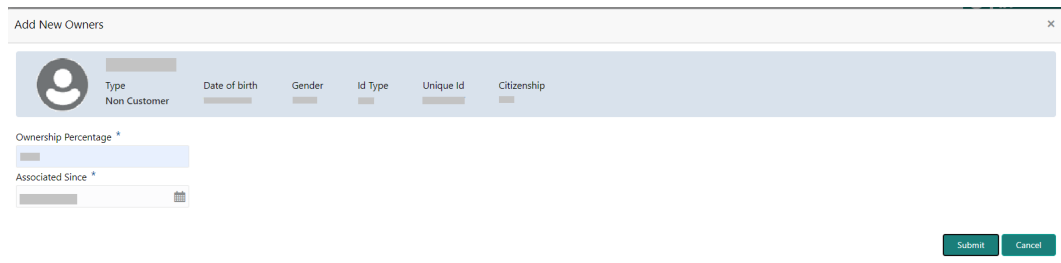 Add New Owners ×
Type Date of birth Gender Id Type Unique Id Citizenship
Non Customer
Ownership Percentage *
Associated Since *
Submit Cancel